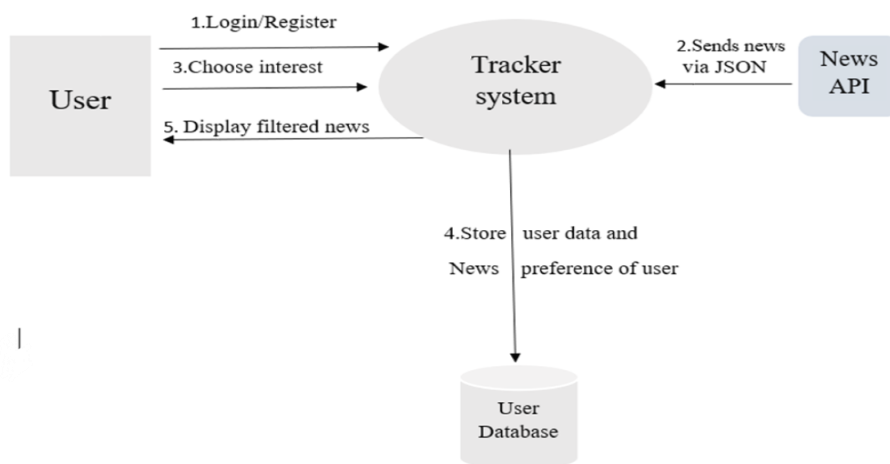 1.Login/Register
2.Sends news
via JSON
News
API
Tracker
system
3.Choose interest
User
5. Display filtered news
4.Store user data and
News preference of user
User
Database